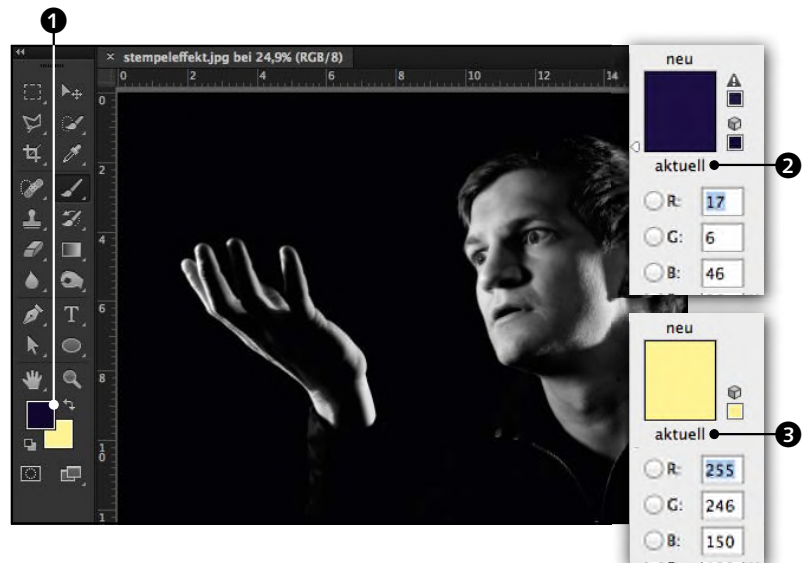 1
stempeleffekt.jpg bei 24,9% (RGB/8)
0 2 4 6 8 10 12 14
0
2
4
6
8
1
0
1
T
neu
aktuell
2
R: 17
G: 6
B: 46
neu
aktuell
3
R: 255
G: 246
B: 150